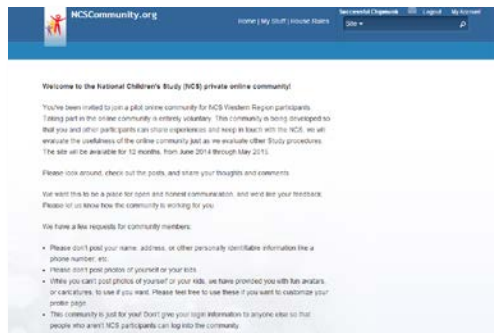 NCSCommunity.org
Successful Chipmunk Logout My Account
Home | My Stuff | House Rules
Site
Welcome to the National Children's Study (NCS) private online community!
You've been invited to join a pilot online community for NCS Western Region participants.
Taking part in the online community is entirely voluntary. This community is being developed so
that you and other participants can share experiences and keep in touch with the NCS, we will
evaluate the usefulness of the online community just as we evaluate other Study procedures.
The site will be available for 12 months, from June 2014 through May 2015.
Please look around, check out the posts, and share your thoughts and comments.
We want this to be a place for open and honest communication, and we'd like your feedback.
Please let us know how the community is working for you.
We have a few requests for community members:
• Please don't post your name, address, or other personally identifiable information like a
phone number, etc.
• Please don't post photos of yourself or your kids.
• While you can't post photos of yourself or your kids, we have provided you with fun avatars,
or caricatures, to use if you want. Please feel free to use these if you want to customize your
profile page.
• This community is just for you! Don't give your login information to anyone else so that
people who aren't NCS participants can log into the community.